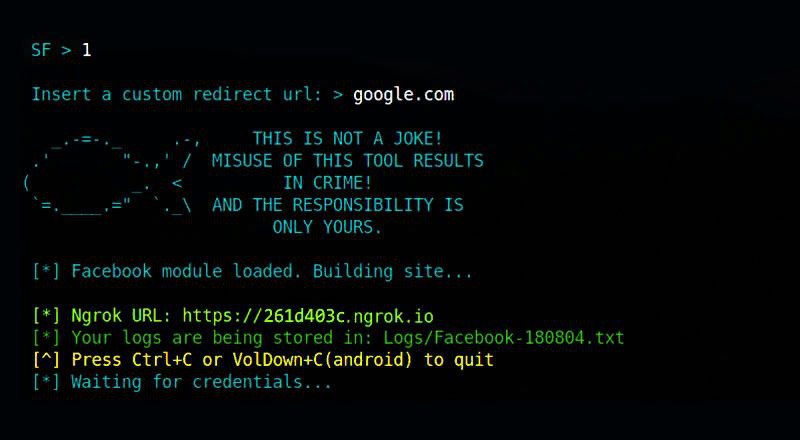 SF > 1
Insert a custom redirect url: > google.com
THIS IS NOT A JOKE!
MISUSE OF THIS TOOL RESULTS
IN CRIME!
AND THE RESPONSIBILITY IS
ONLY YOURS.
[*] Facebook module loaded. Building site...
[*] Ngrok URL: https://261d403c.ngrok.io
[*] Your logs are being stored in: Logs/Facebook-180804.txt
[^] Press Ctrl+C or VolDown+C(android) to quit
[*] Waiting for credentials...